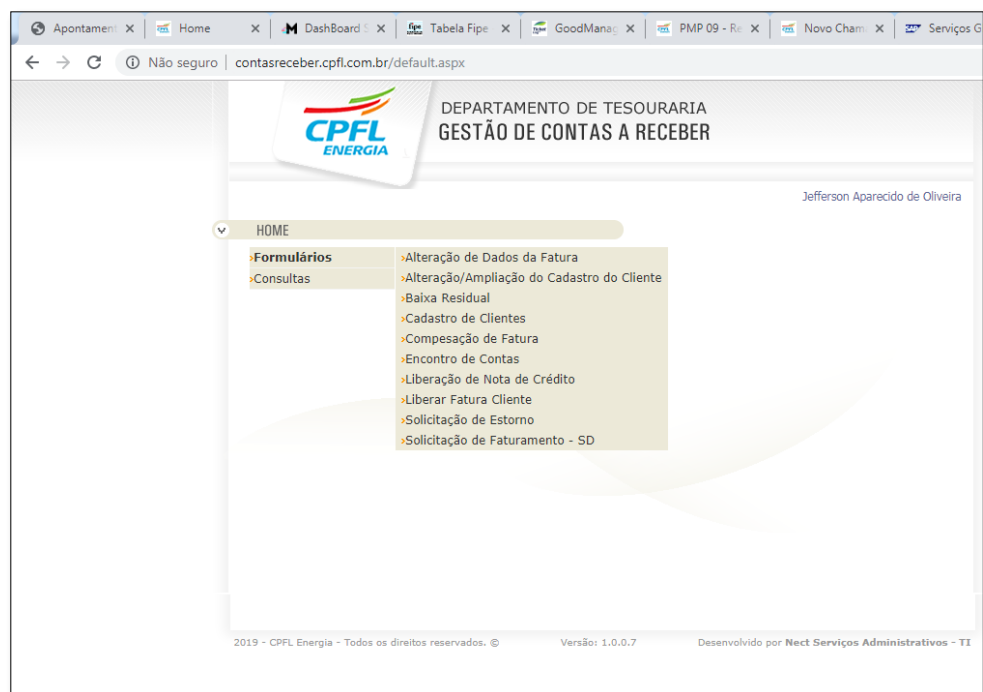 Apontament Home DashBoard S Tabela Fipe GoodManag PMP 09 - Re Novo Cham Serviços G
Não seguro contasreceber.cpfl.com.br/default.aspx
CPFL
ENERGIA
DEPARTAMENTO DE TESOURARIA
GESTÃO DE CONTAS A RECEBER
Jefferson Aparecido de Oliveira
HOME
›Formulários
›Consultas
›Alteração de Dados da Fatura
›Alteração/Ampliação do Cadastro do Cliente
›Baixa Residual
›Cadastro de Clientes
›Compesação de Fatura
›Encontro de Contas
›Liberação de Nota de Crédito
›Liberar Fatura Cliente
›Solicitação de Estorno
›Solicitação de Faturamento - SD
2019 - CPFL Energia - Todos os direitos reservados. © Versão: 1.0.0.7 Desenvolvido por Nect Serviços Administrativos - TI